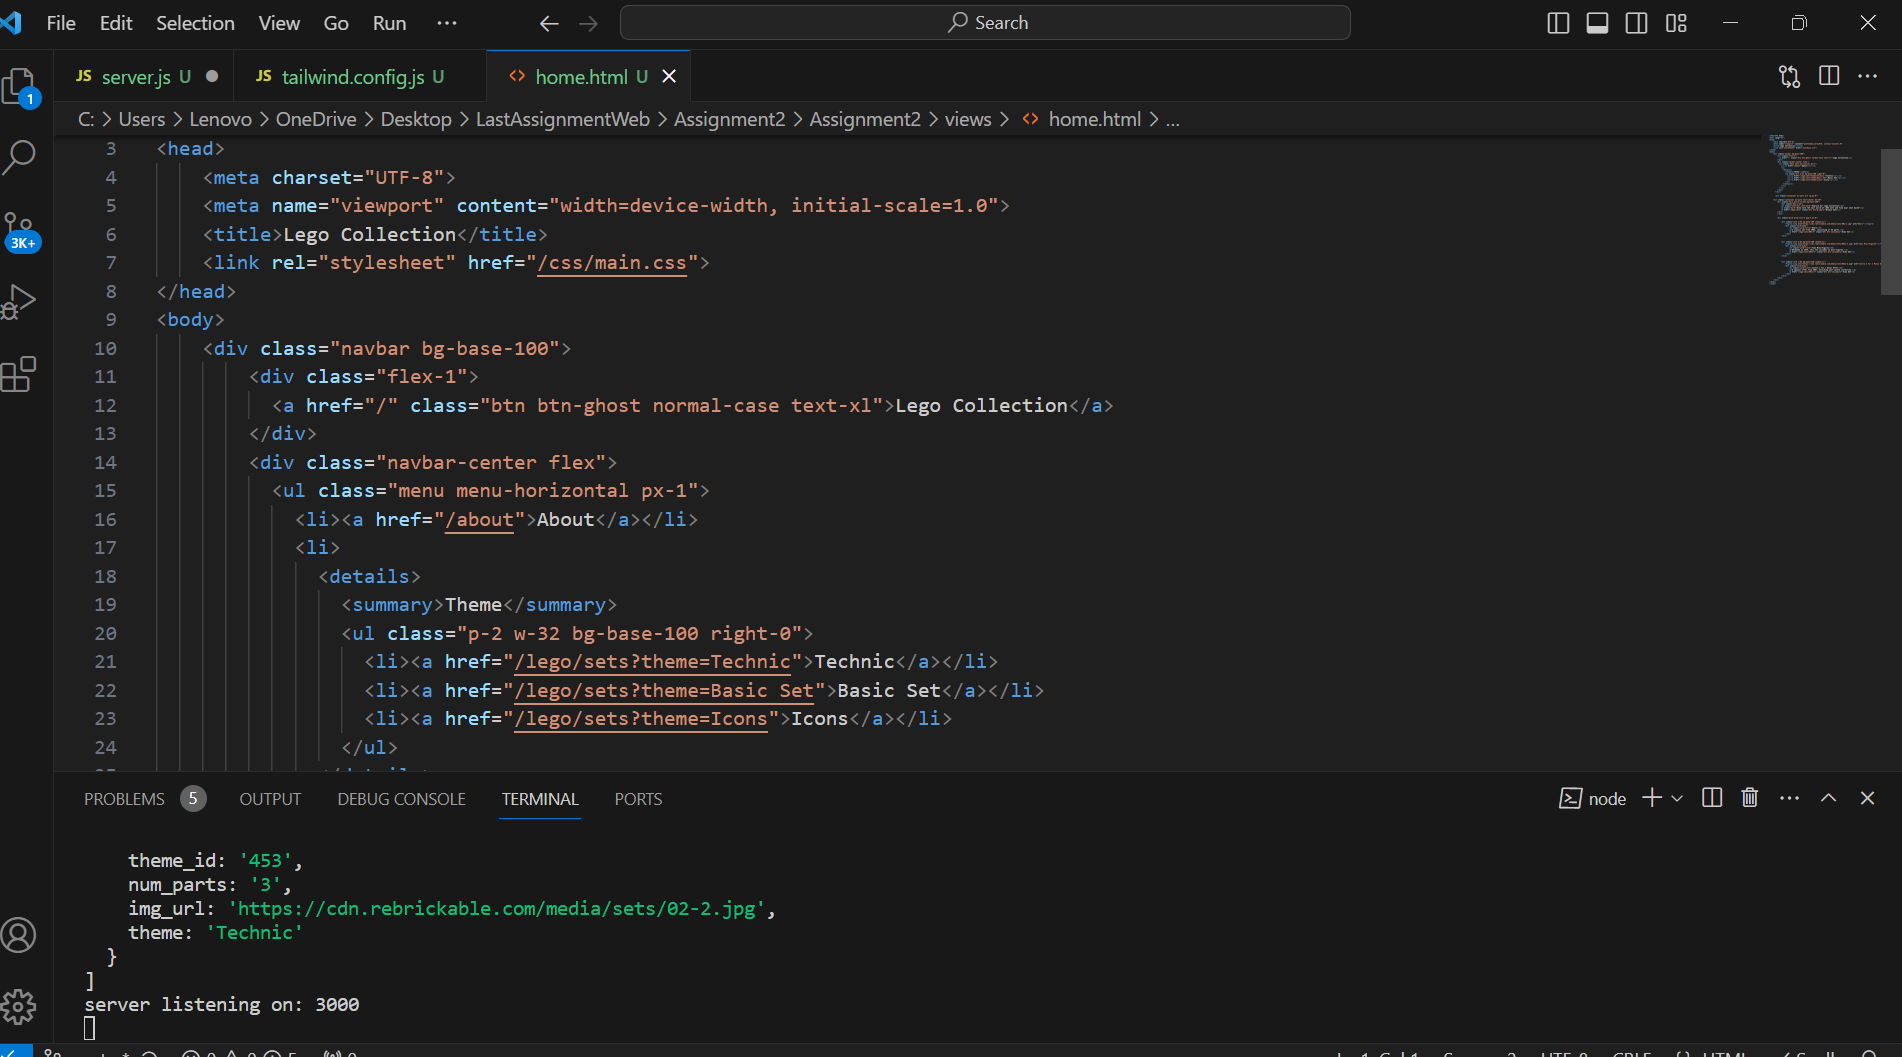 File Edit Selection View Go Run ··· Search
JS server.js U JS tailwind.config.js U <> home.html U
C: > Users > Lenovo > OneDrive > Desktop > LastAssignmentWeb > Assignment2 > Assignment2 > views > <> home.html > ...
1
3K+
3 <head>
4 <meta charset="UTF-8">
5 <meta name="viewport" content="width=device-width, initial-scale=1.0">
6 <title>Lego Collection</title>
7 <link rel="stylesheet" href="/css/main.css">
8 </head>
9 <body>
10 <div class="navbar bg-base-100">
11 <div class="flex-1">
12 <a href="/" class="btn btn-ghost normal-case text-xl">Lego Collection</a>
13 </div>
14 <div class="navbar-center flex">
15 <ul class="menu menu-horizontal px-1">
16 <li><a href="/about">About</a></li>
17 <li>
18 <details>
19 <summary>Theme</summary>
20 <ul class="p-2 w-32 bg-base-100 right-0">
21 <li><a href="/lego/sets?theme=Technic">Technic</a></li>
22 <li><a href="/lego/sets?theme=Basic Set">Basic Set</a></li>
23 <li><a href="/lego/sets?theme=Icons">Icons</a></li>
24 </ul>
PROBLEMS 5 OUTPUT DEBUG CONSOLE TERMINAL PORTS node
theme_id: '453',
num_parts: '3',
img_url: 'https://cdn.rebrickable.com/media/sets/02-2.jpg',
theme: 'Technic'
}
]
server listening on: 3000